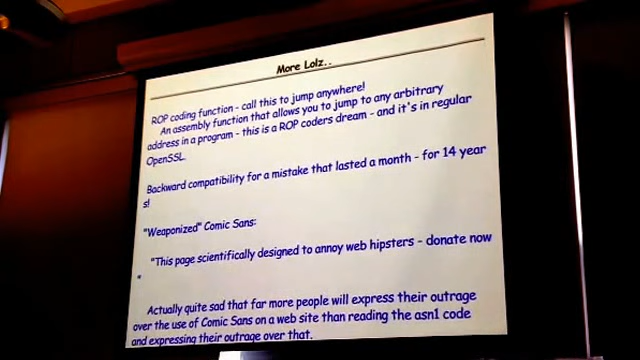 More Lolz..
ROP coding function - call this to jump anywhere!
An assembly function that allows you to jump to any arbitrary
address in a program - this is a ROP coders dream - and it's in regular
OpenSSL.
Backward compatibility for a mistake that lasted a month - for 14 year
s!
"Weaponized" Comic Sans:
"This page scientifically designed to annoy web hipsters - donate now
"
Actually quite sad that far more people will express their outrage
over the use of Comic Sans on a web site than reading the asn1 code
and expressing their outrage over that.